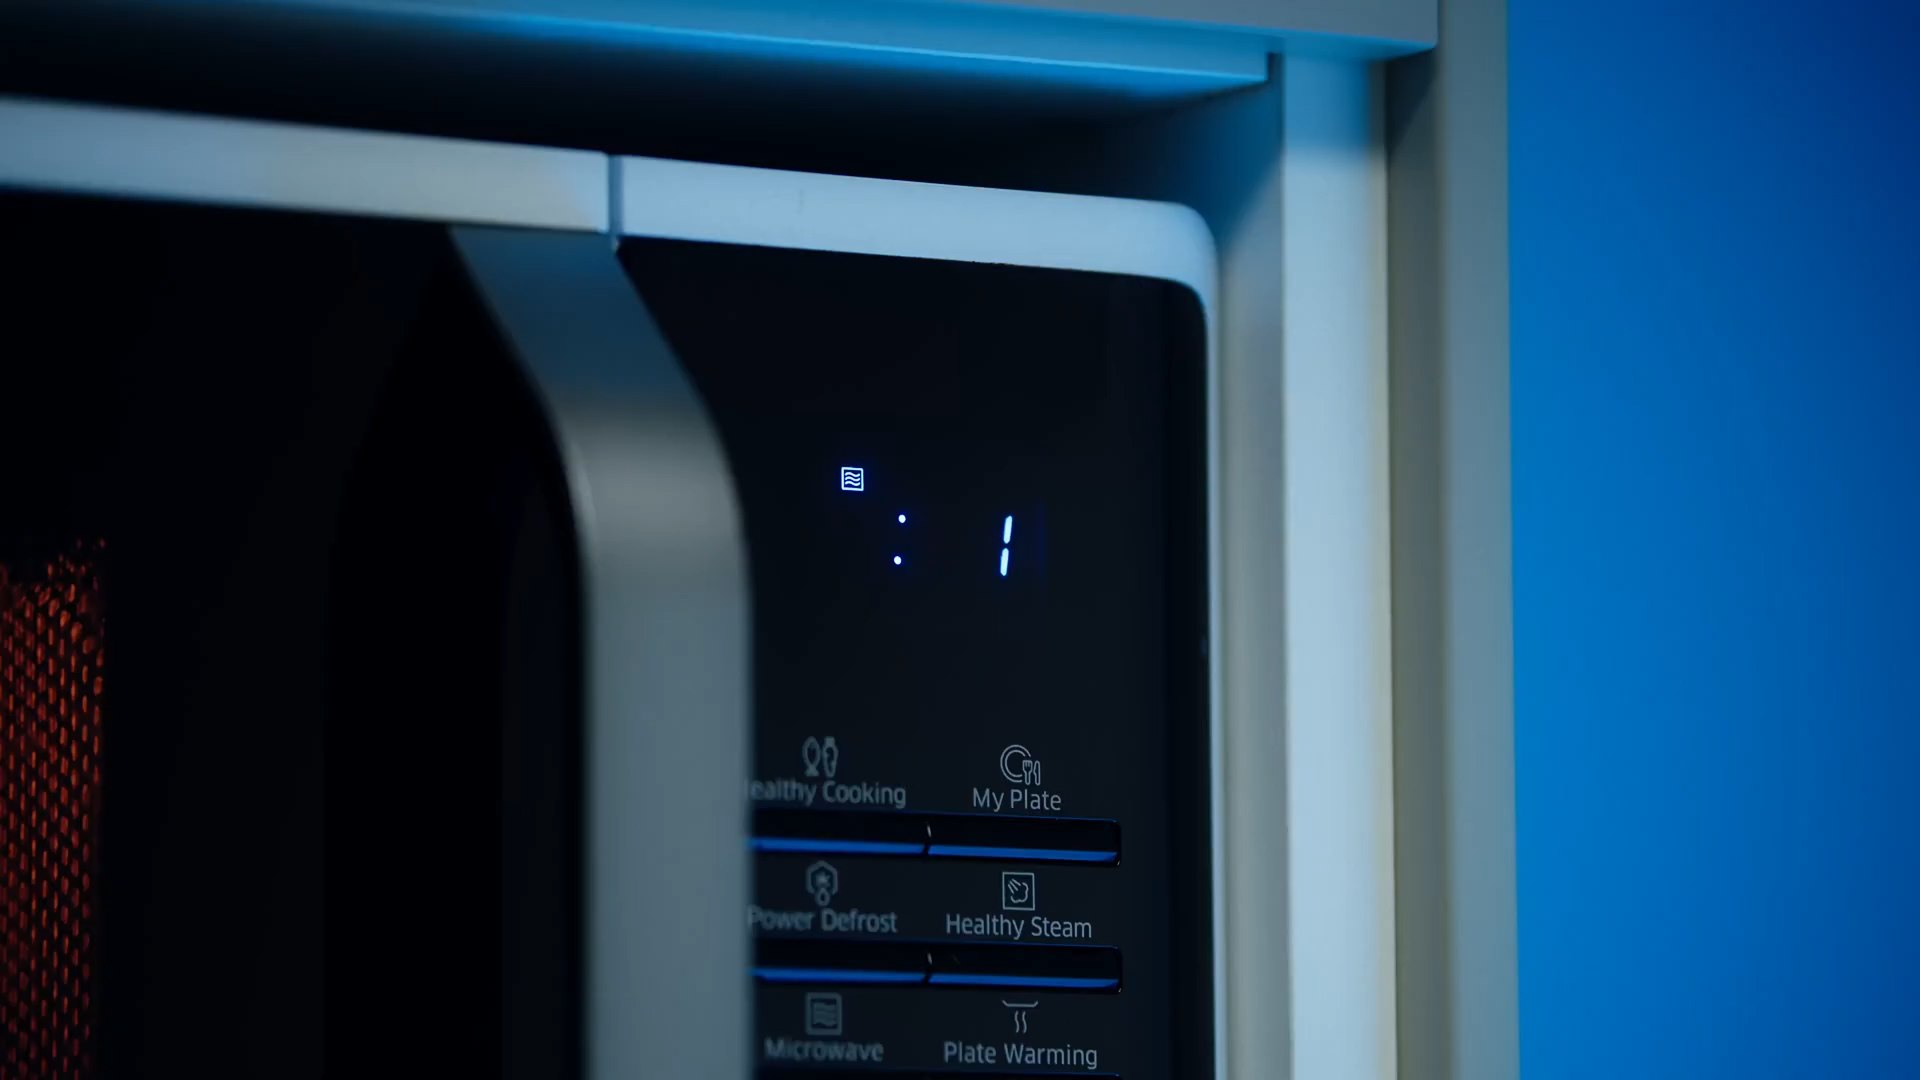 : 1
ealthy Cooking
My Plate
Power Defrost
Healthy Steam
Microwave
Plate Warming